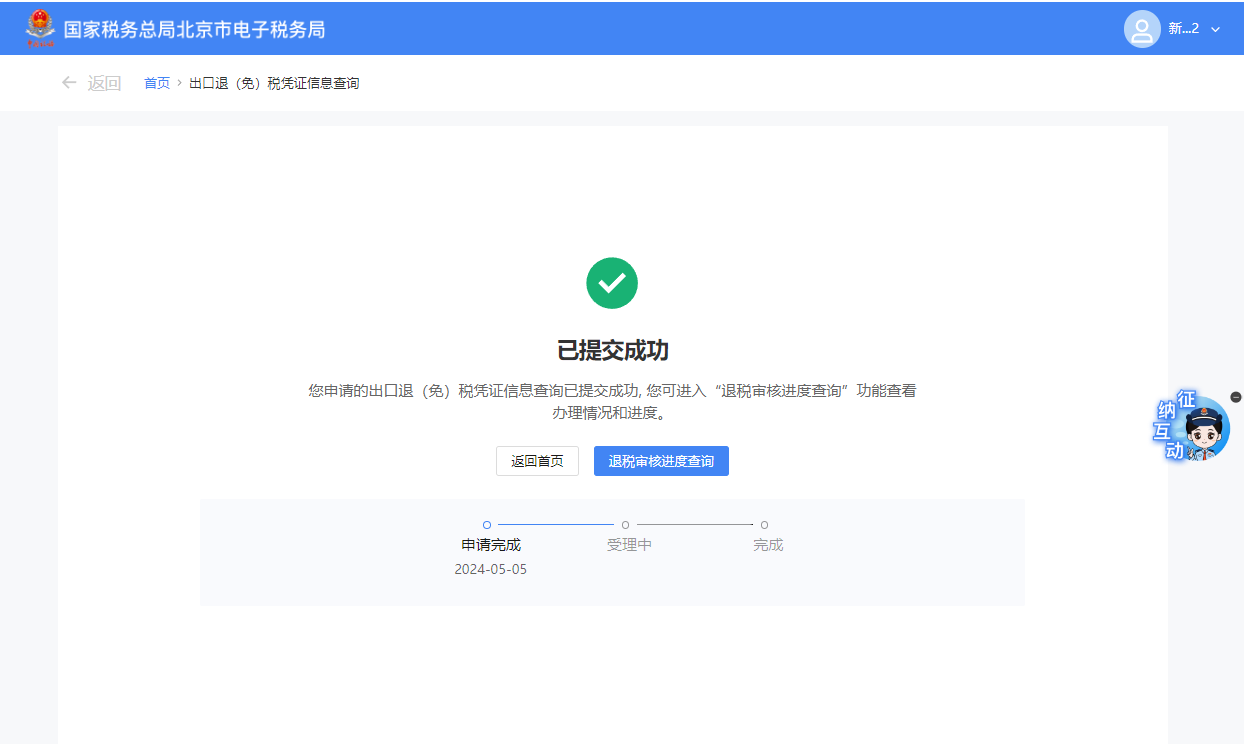 国家税务总局北京市电子税务局
新...2
返回 首页 › 出口退（免）税凭证信息查询
已提交成功
您申请的出口退（免）税凭证信息查询已提交成功, 您可进入“退税审核进度查询”功能查看
办理情况和进度。
返回首页 退税审核进度查询
申请完成 受理中 完成
2024-05-05
征
纳
互
动